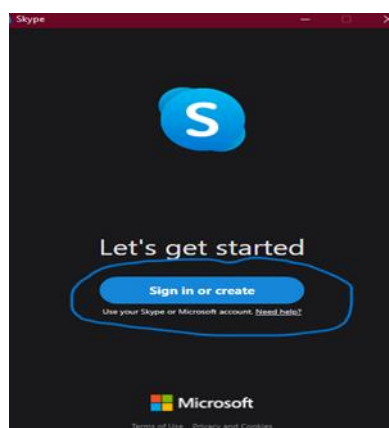 Skype
S
Let's get started
Sign in or create
Use your Skype or Microsoft account. Need help?
Microsoft
Terms of Use Privacy and Cookies